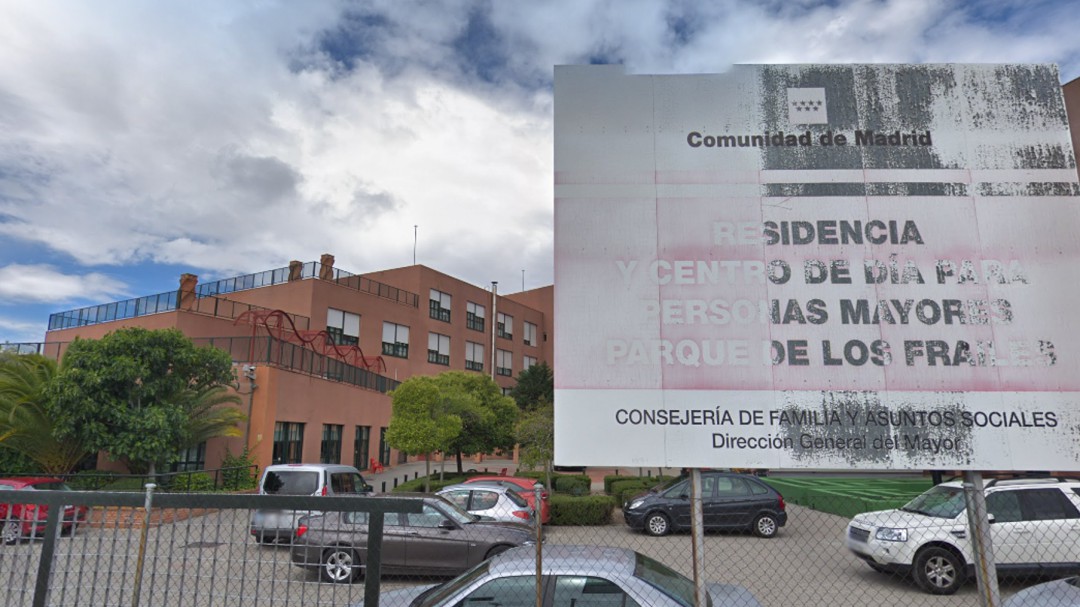 Comunidad de Madrid
RESIDENCIA
Y CENTRO DE DÍA PARA
PERSONAS MAYORES
PARQUE DE LOS FRAILES
CONSEJERÍA DE FAMILIA Y ASUNTOS SOCIALES
Dirección General del Mayor